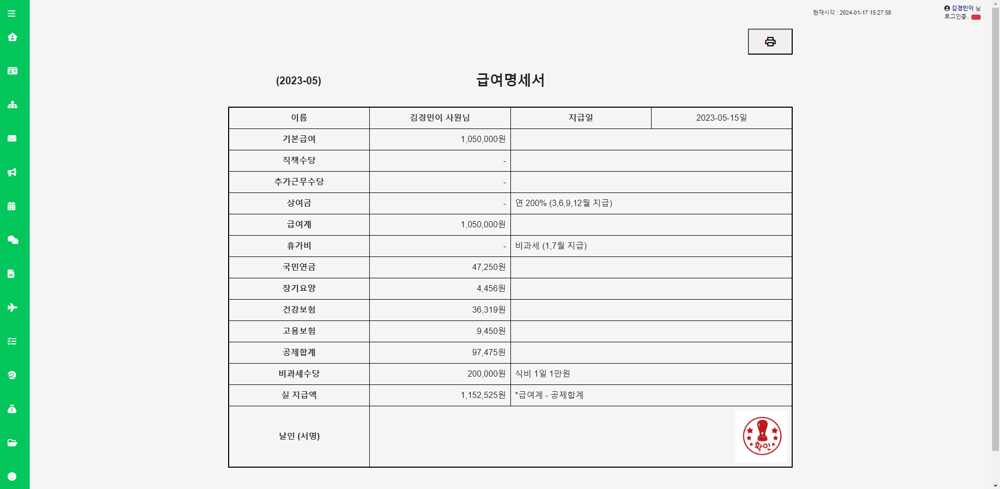 현재시각 : 2024-01-17 15:27:58
김경민이 님
로그인중..
(2023-05)
급여명세서
이름 김경민이 사원님 지급일 2023-05-15일
기본급여 1,050,000원
직책수당 -
추가근무수당 -
상여금 - 연 200% (3,6,9,12월 지급)
급여계 1,050,000원
휴가비 - 비과세 (1,7월 지급)
국민연금 47,250원
장기요양 4,456원
건강보험 36,319원
고용보험 9,450원
공제합계 97,475원
비과세수당 200,000원 식비 1일 1만원
실 지급액 1,152,525원 *급여계 - 공제합계
날인 (서명)
확인